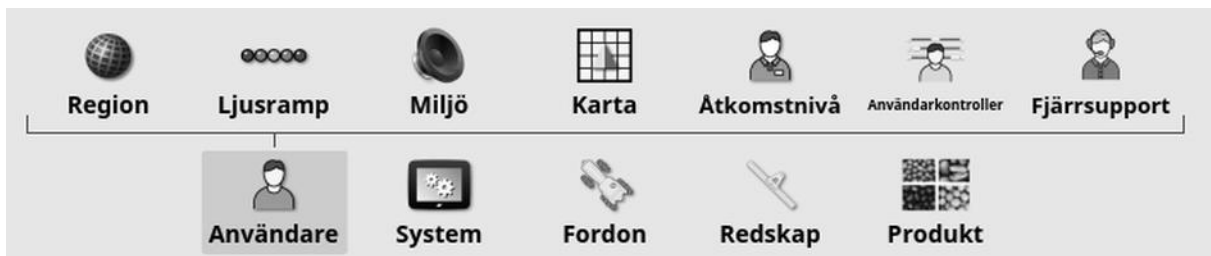 Region Ljusramp Miljö Karta Åtkomstnivå Användarkontroller Fjärrsupport
Användare System Fordon Redskap Produkt